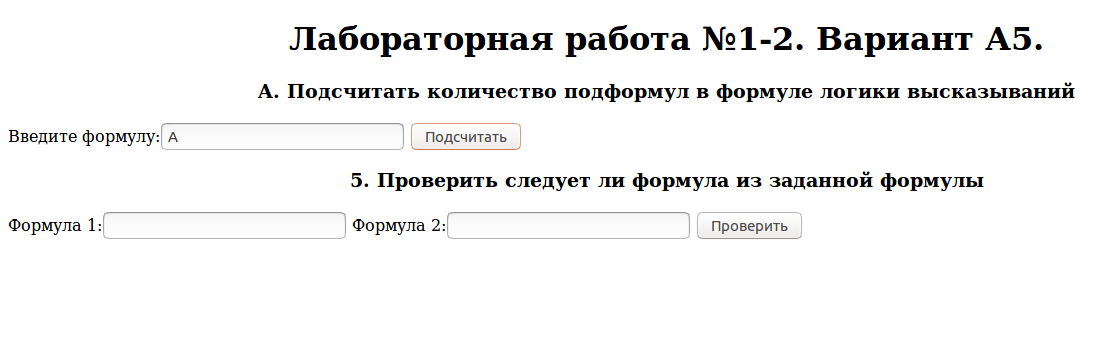 Лабораторная работа №1-2. Вариант А5.
А. Подсчитать количество подформул в формуле логики высказываний
Введите формулу: A Подсчитать
5. Проверить следует ли формула из заданной формулы
Формула 1: Формула 2: Проверить